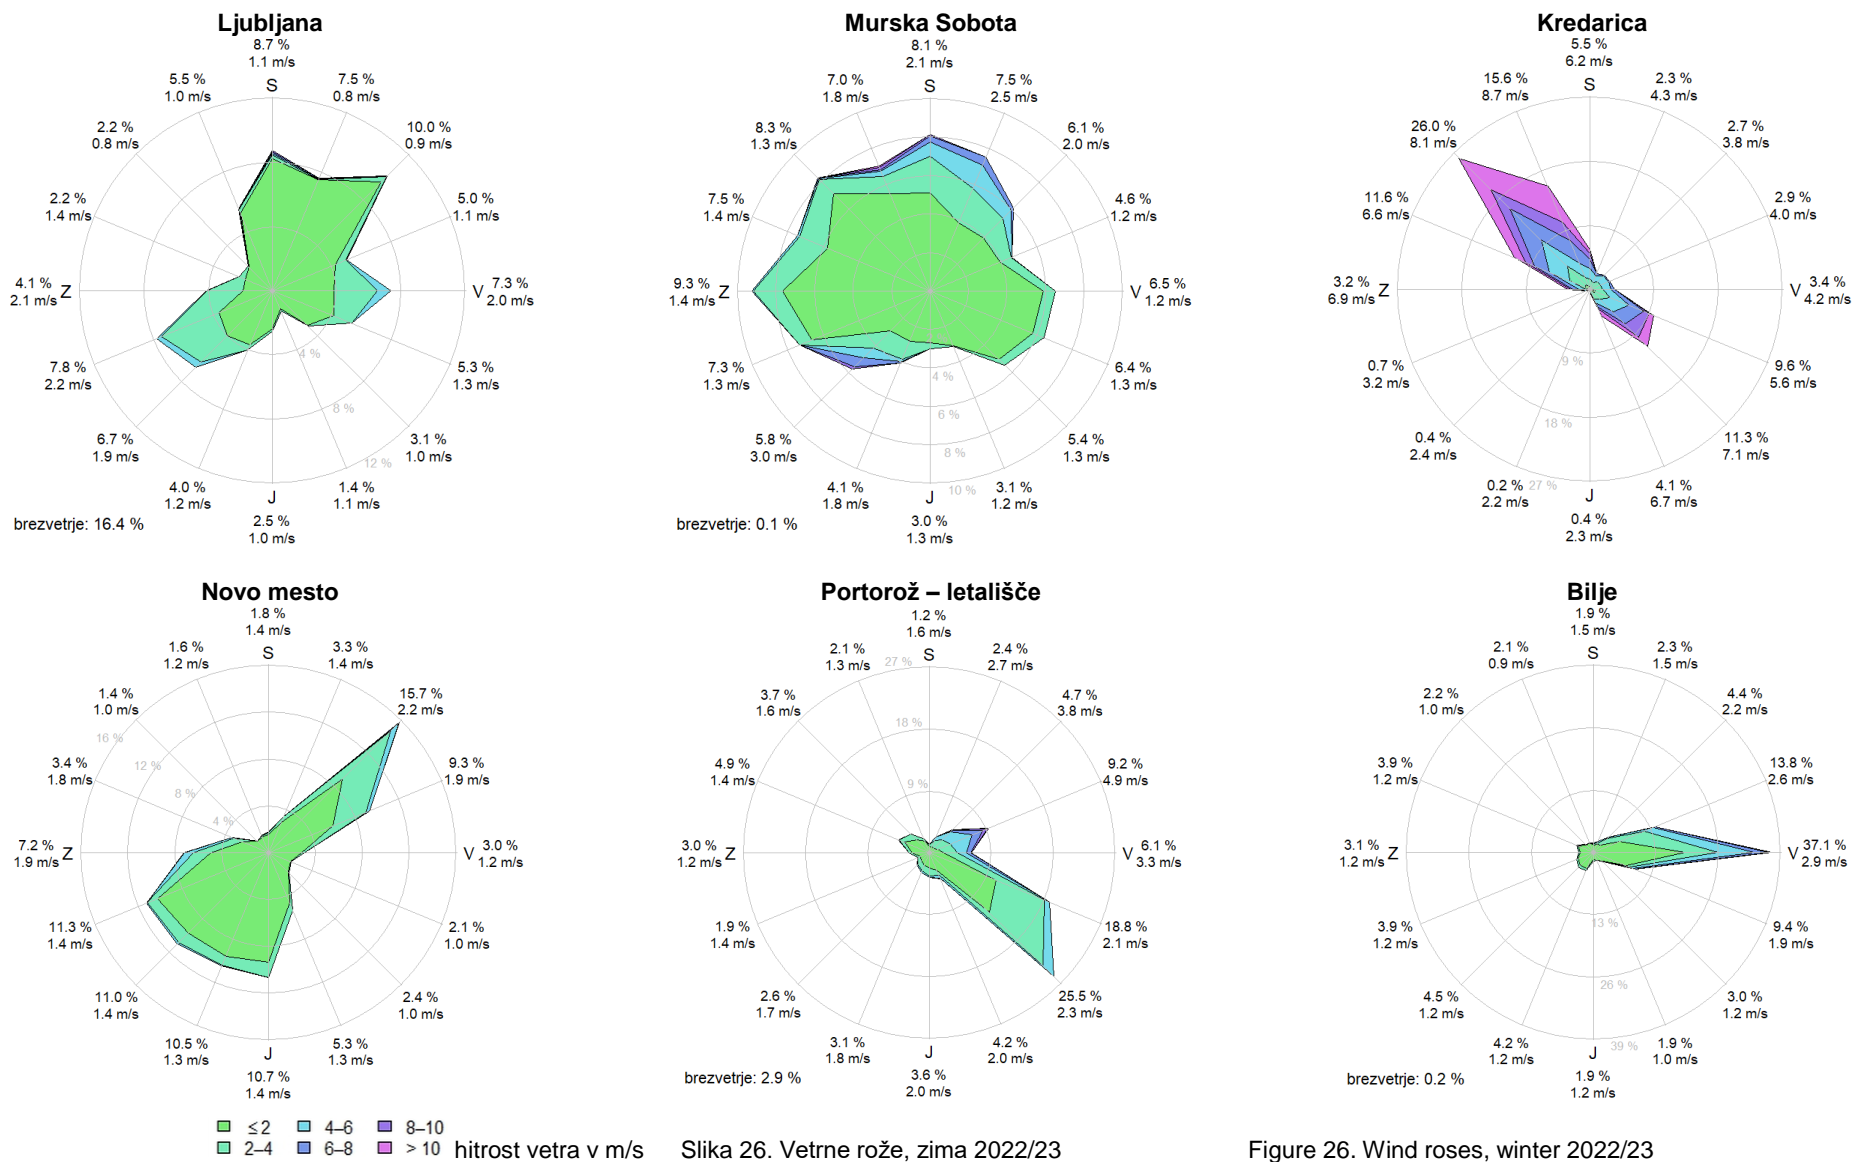 Ljubljana
8.7 %
1.1 m/s
5.5 %
1.0 m/s
7.5 %
0.8 m/s
S
2.2 %
0.8 m/s
10.0 %
0.9 m/s
2.2 %
1.4 m/s
5.0 %
1.1 m/s
4.1 %
2.1 m/s
Z
V
7.3 %
2.0 m/s
4 %
8 %
12 %
7.8 %
2.2 m/s
5.3 %
1.3 m/s
6.7 %
1.9 m/s
3.1 %
1.0 m/s
4.0 %
1.2 m/s
1.4 %
1.1 m/s
J
2.5 %
1.0 m/s
brezvetrje: 16.4 %
Murska Sobota
8.1 %
2.1 m/s
7.0 %
1.8 m/s
7.5 %
2.5 m/s
S
8.3 %
1.3 m/s
6.1 %
2.0 m/s
7.5 %
1.4 m/s
4.6 %
1.2 m/s
9.3 %
1.4 m/s
Z
V
6.5 %
1.2 m/s
4 %
6 %
8 %
10 %
7.3 %
1.3 m/s
6.4 %
1.3 m/s
5.8 %
3.0 m/s
5.4 %
1.3 m/s
4.1 %
1.8 m/s
3.1 %
1.2 m/s
J
3.0 %
1.3 m/s
brezvetrje: 0.1 %
Kredarica
5.5 %
6.2 m/s
15.6 %
8.7 m/s
2.3 %
4.3 m/s
S
26.0 %
8.1 m/s
2.7 %
3.8 m/s
11.6 %
6.6 m/s
2.9 %
4.0 m/s
3.2 %
6.9 m/s
Z
V
3.4 %
4.2 m/s
9 %
18 %
27 %
0.7 %
3.2 m/s
9.6 %
5.6 m/s
0.4 %
2.4 m/s
11.3 %
7.1 m/s
0.2 %
2.2 m/s
4.1 %
6.7 m/s
J
0.4 %
2.3 m/s
Novo mesto
1.8 %
1.4 m/s
1.6 %
1.2 m/s
3.3 %
1.4 m/s
S
1.4 %
1.0 m/s
15.7 %
2.2 m/s
16 %
12 %
8 %
4 %
3.4 %
1.8 m/s
9.3 %
1.9 m/s
7.2 %
1.9 m/s
Z
V
3.0 %
1.2 m/s
11.3 %
1.4 m/s
2.1 %
1.0 m/s
11.0 %
1.4 m/s
2.4 %
1.0 m/s
10.5 %
1.3 m/s
5.3 %
1.3 m/s
J
10.7 %
1.4 m/s
Portorož – letališče
1.2 %
1.6 m/s
2.1 %
1.3 m/s
2.4 %
2.7 m/s
S
27 %
18 %
9 %
3.7 %
1.6 m/s
4.7 %
3.8 m/s
4.9 %
1.4 m/s
9.2 %
4.9 m/s
3.0 %
1.2 m/s
Z
V
6.1 %
3.3 m/s
1.9 %
1.4 m/s
18.8 %
2.1 m/s
2.6 %
1.7 m/s
25.5 %
2.3 m/s
3.1 %
1.8 m/s
4.2 %
2.0 m/s
J
3.6 %
2.0 m/s
brezvetrje: 2.9 %
Bilje
1.9 %
1.5 m/s
2.1 %
0.9 m/s
2.3 %
1.5 m/s
S
2.2 %
1.0 m/s
4.4 %
2.2 m/s
3.9 %
1.2 m/s
13.8 %
2.6 m/s
3.1 %
1.2 m/s
Z
V
37.1 %
2.9 m/s
13 %
26 %
39 %
3.9 %
1.2 m/s
9.4 %
1.9 m/s
4.5 %
1.2 m/s
3.0 %
1.2 m/s
4.2 %
1.2 m/s
1.9 %
1.0 m/s
J
1.9 %
1.2 m/s
brezvetrje: 0.2 %
≤ 2
4–6
8–10
2–4
6–8
> 10
hitrost vetra v m/s
Slika 26. Vetrne rože, zima 2022/23
Figure 26. Wind roses, winter 2022/23